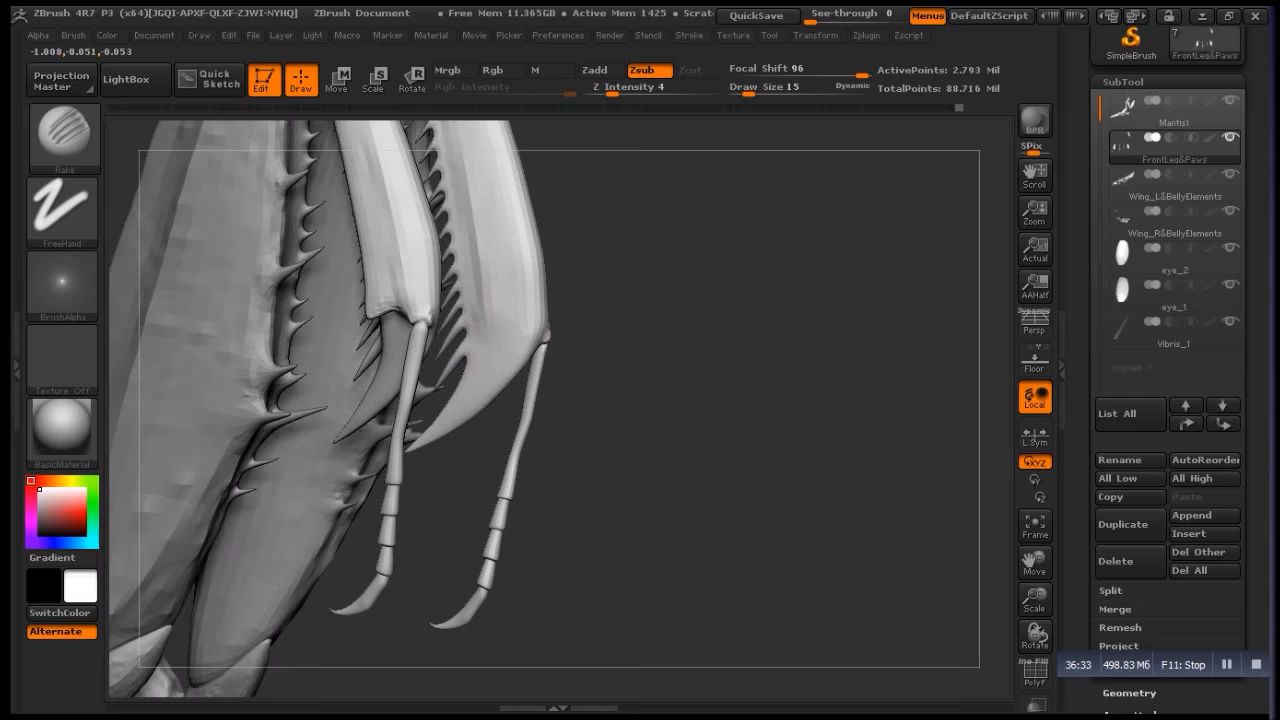 ZBrush 4R7 P3 (x64)[JGQI-APXF-QLXF-ZJWI-NYHQ] ZBrush Document • Free Mem 11.365GB • Active Mem 1425 • Scrat QuickSave See-through 0 Menus DefaultZScript
Alpha Brush Color Document Draw Edit File Layer Light Macro Marker Material Movie Picker Preferences Render Stencil Stroke Texture Tool Transform Zplugin Zscript
-1.008,-0.051,-0.053
Projection Master
LightBox
Quick Sketch
Edit
Draw
Move
Scale
Rotate
Mrgb Rgb M
Rgb Intensity
Zadd Zsub Zcut
Z Intensity 4
Focal Shift 96
Draw Size 15 Dynamic
ActivePoints: 2.793 Mil
TotalPoints: 88.716 Mil
Rake
FreeHand
BrushAlpha
Texture Off
BasicMaterial
Gradient
SwitchColor
Alternate
BPR
SPix
Scroll
Zoom
Actual
AAHalf
Dynamic
Persp
Floor
Local
L.Sym
XYZ
Frame
Move
Scale
Rotate
PolyF
SimpleBrush
7
FrontLeg&Paws
SubTool
Mantis1
FrontLeg&Paws
Wing_L&BellyElements
Wing_R&BellyElements
eye_2
eye_1
Vibris_1
Unused 7
List All
Rename AutoReorder
All Low All High
Copy Paste
Duplicate
Append
Insert
Delete
Del Other
Del All
Split
Merge
Remesh
Project
36:33 498.83Мб F11: Stop
Geometry